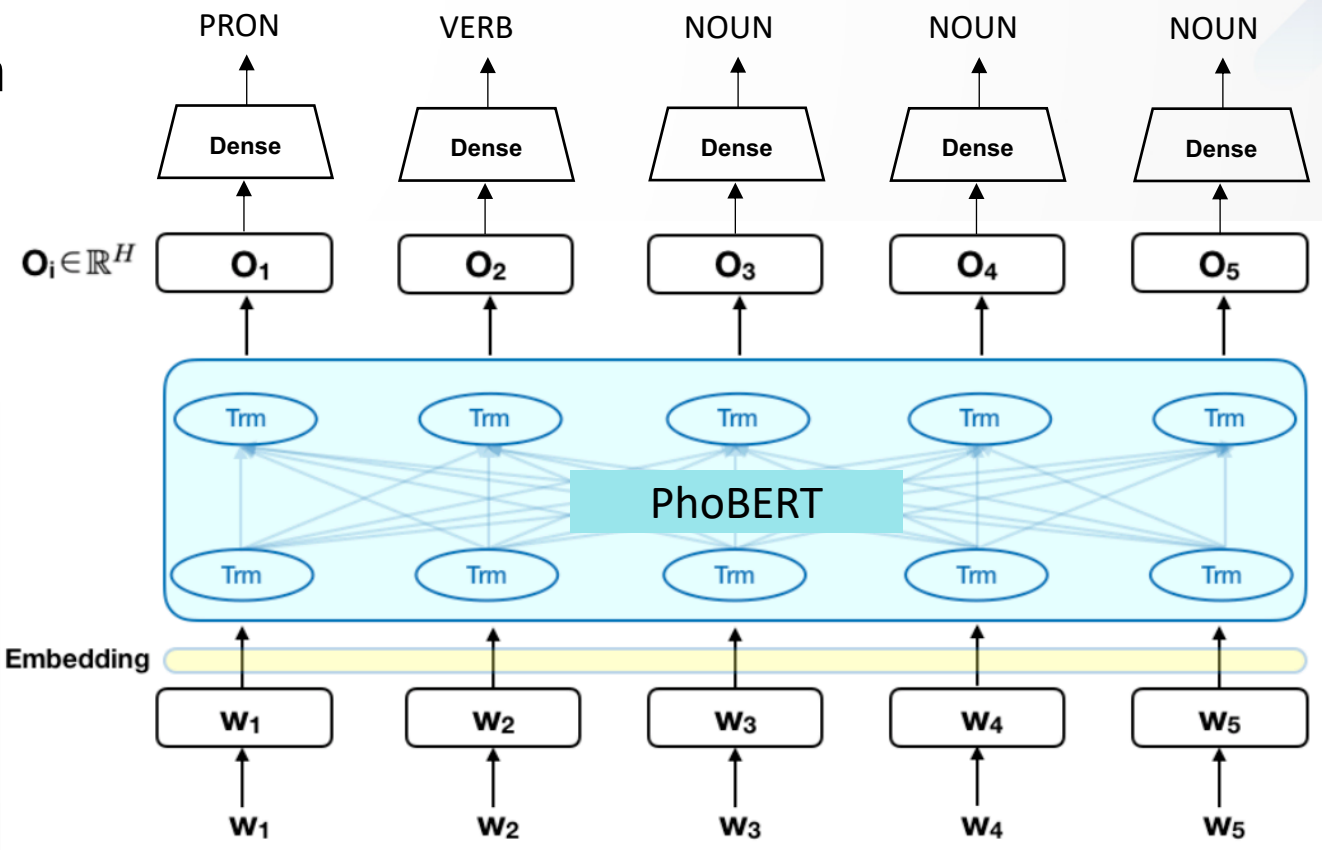 PRON VERB NOUN NOUN NOUN
Dense Dense Dense Dense Dense
Oᵢ∈ℝᴴ O₁ O₂ O₃ O₄ O₅
Trm Trm Trm Trm Trm
PhoBERT
Trm Trm Trm Trm Trm
Embedding
w₁ w₂ w₃ w₄ w₅
w₁ w₂ w₃ w₄ w₅